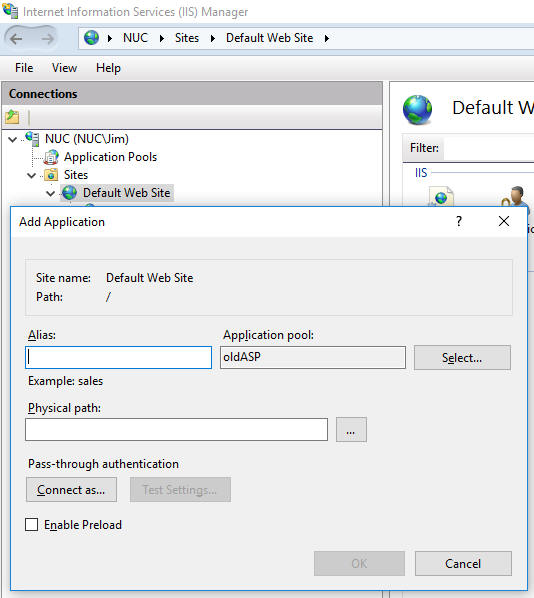 Internet Information Services (IIS) Manager
NUC Sites Default Web Site
File View Help
Connections
Default W
Filter:
NUC (NUC\Jim)
Application Pools
Sites
IIS
Default Web Site
Add Application ?
Site name: Default Web Site
Path: /
Alias: Application pool:
oldASP Select...
Example: sales
Physical path:
...
Pass-through authentication
Connect as... Test Settings...
Enable Preload
OK Cancel